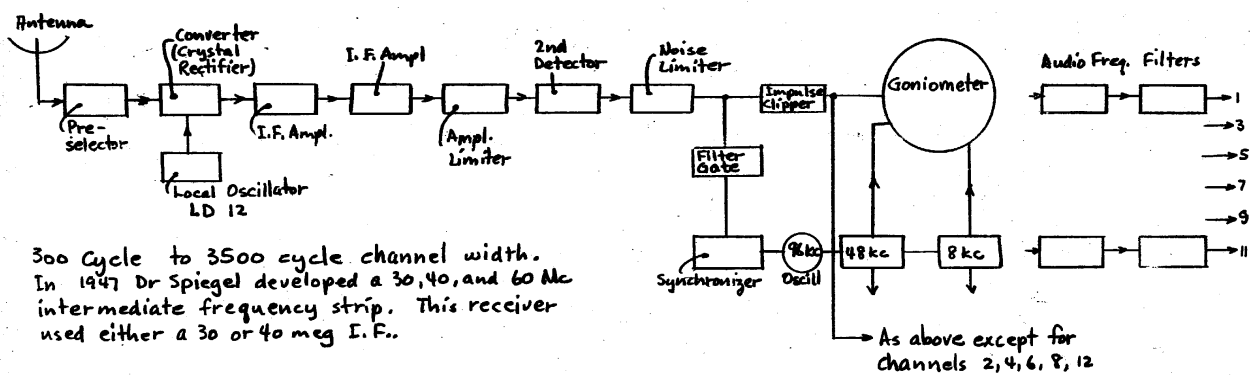 Antenna
Converter
(Crystal
Rectifier)
I.F. Ampl
2nd
Detector
Noise
Limiter
Impulse
Clipper
Goniometer
Audio Freq. Filters
Pre-
selector
I.F. Ampl.
Ampl.
Limiter
1
3
5
7
9
11
Filter
Gate
Local Oscillator
LD 12
Synchronizer
96kc
Oscill
48kc
8kc
300 Cycle to 3500 cycle channel width.
In 1947 Dr Spiegel developed a 30, 40, and 60 Mc
intermediate frequency strip. This receiver
used either a 30 or 40 meg I.F..
As above except for
Channels 2, 4, 6, 8, 12